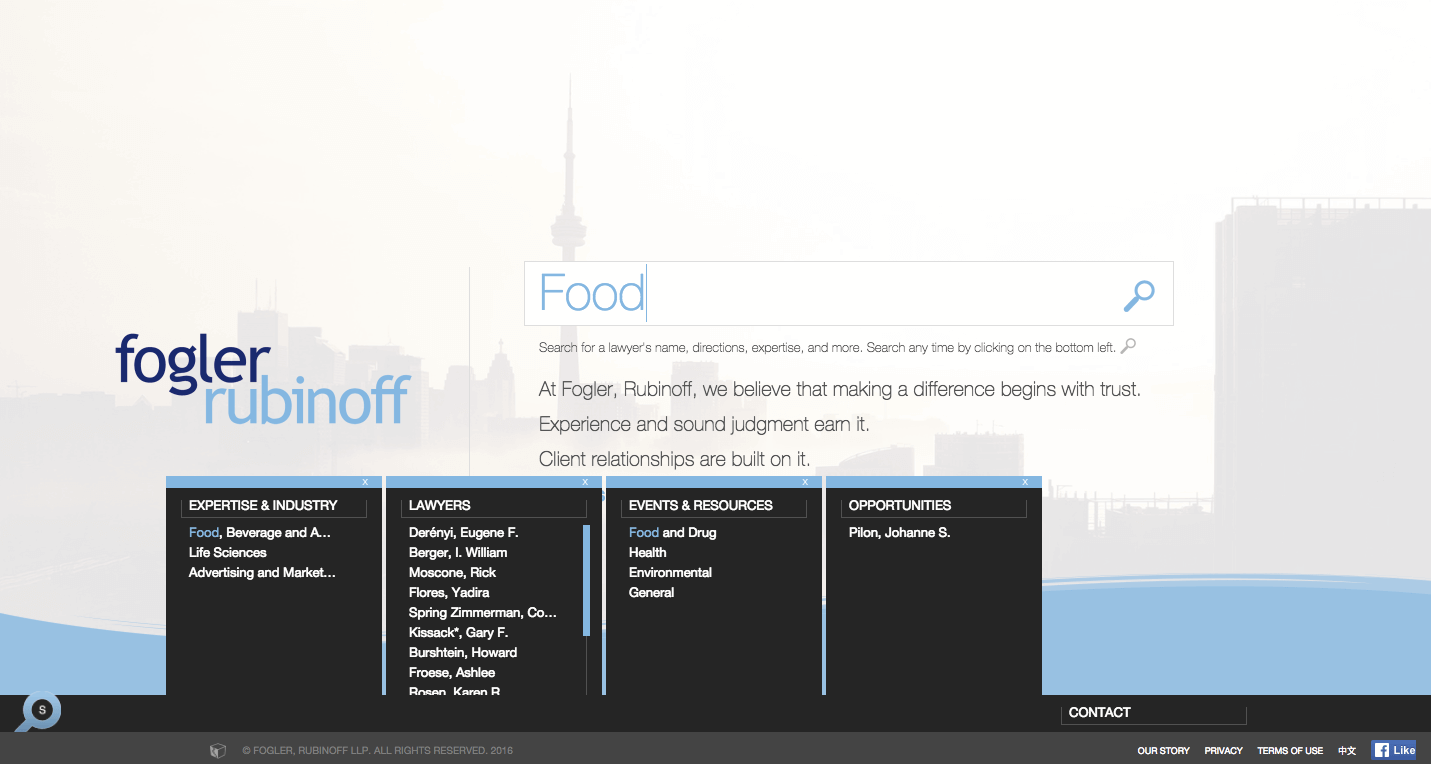 Food
Search for a lawyer's name, directions, expertise, and more. Search any time by clicking on the bottom left.
fogler
rubinoff
At Fogler, Rubinoff, we believe that making a difference begins with trust.
Experience and sound judgment earn it.
Client relationships are built on it.
x
EXPERTISE & INDUSTRY
Food, Beverage and A...
Life Sciences
Advertising and Market...
x
LAWYERS
Derényi, Eugene F.
Berger, I. William
Moscone, Rick
Flores, Yadira
Spring Zimmerman, Co...
Kissack*, Gary F.
Burshtein, Howard
Froese, Ashlee
Rosen, Karen R
x
EVENTS & RESOURCES
Food and Drug
Health
Environmental
General
x
OPPORTUNITIES
Pilon, Johanne S.
S
CONTACT
© FOGLER, RUBINOFF LLP. ALL RIGHTS RESERVED. 2016
OUR STORY PRIVACY TERMS OF USE 中文 f Like